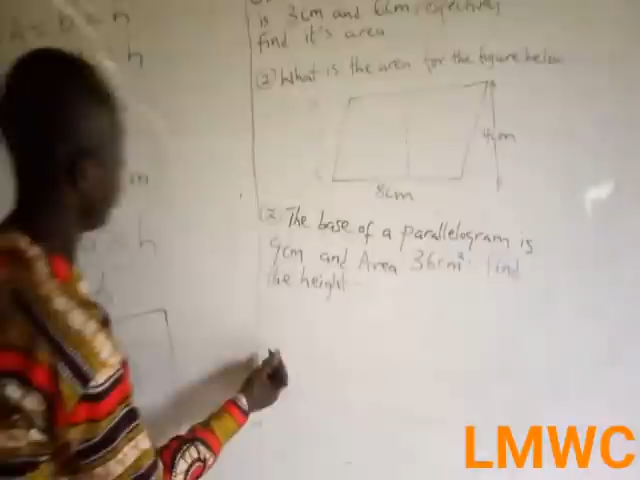 A = b = h
h
is 3cm and 6cm respectively
find it's area
(2) What is the area for the figure below
4cm
8cm
The base of a parallelogram is
9cm and Area 36cm² find
the height
h
LMWC